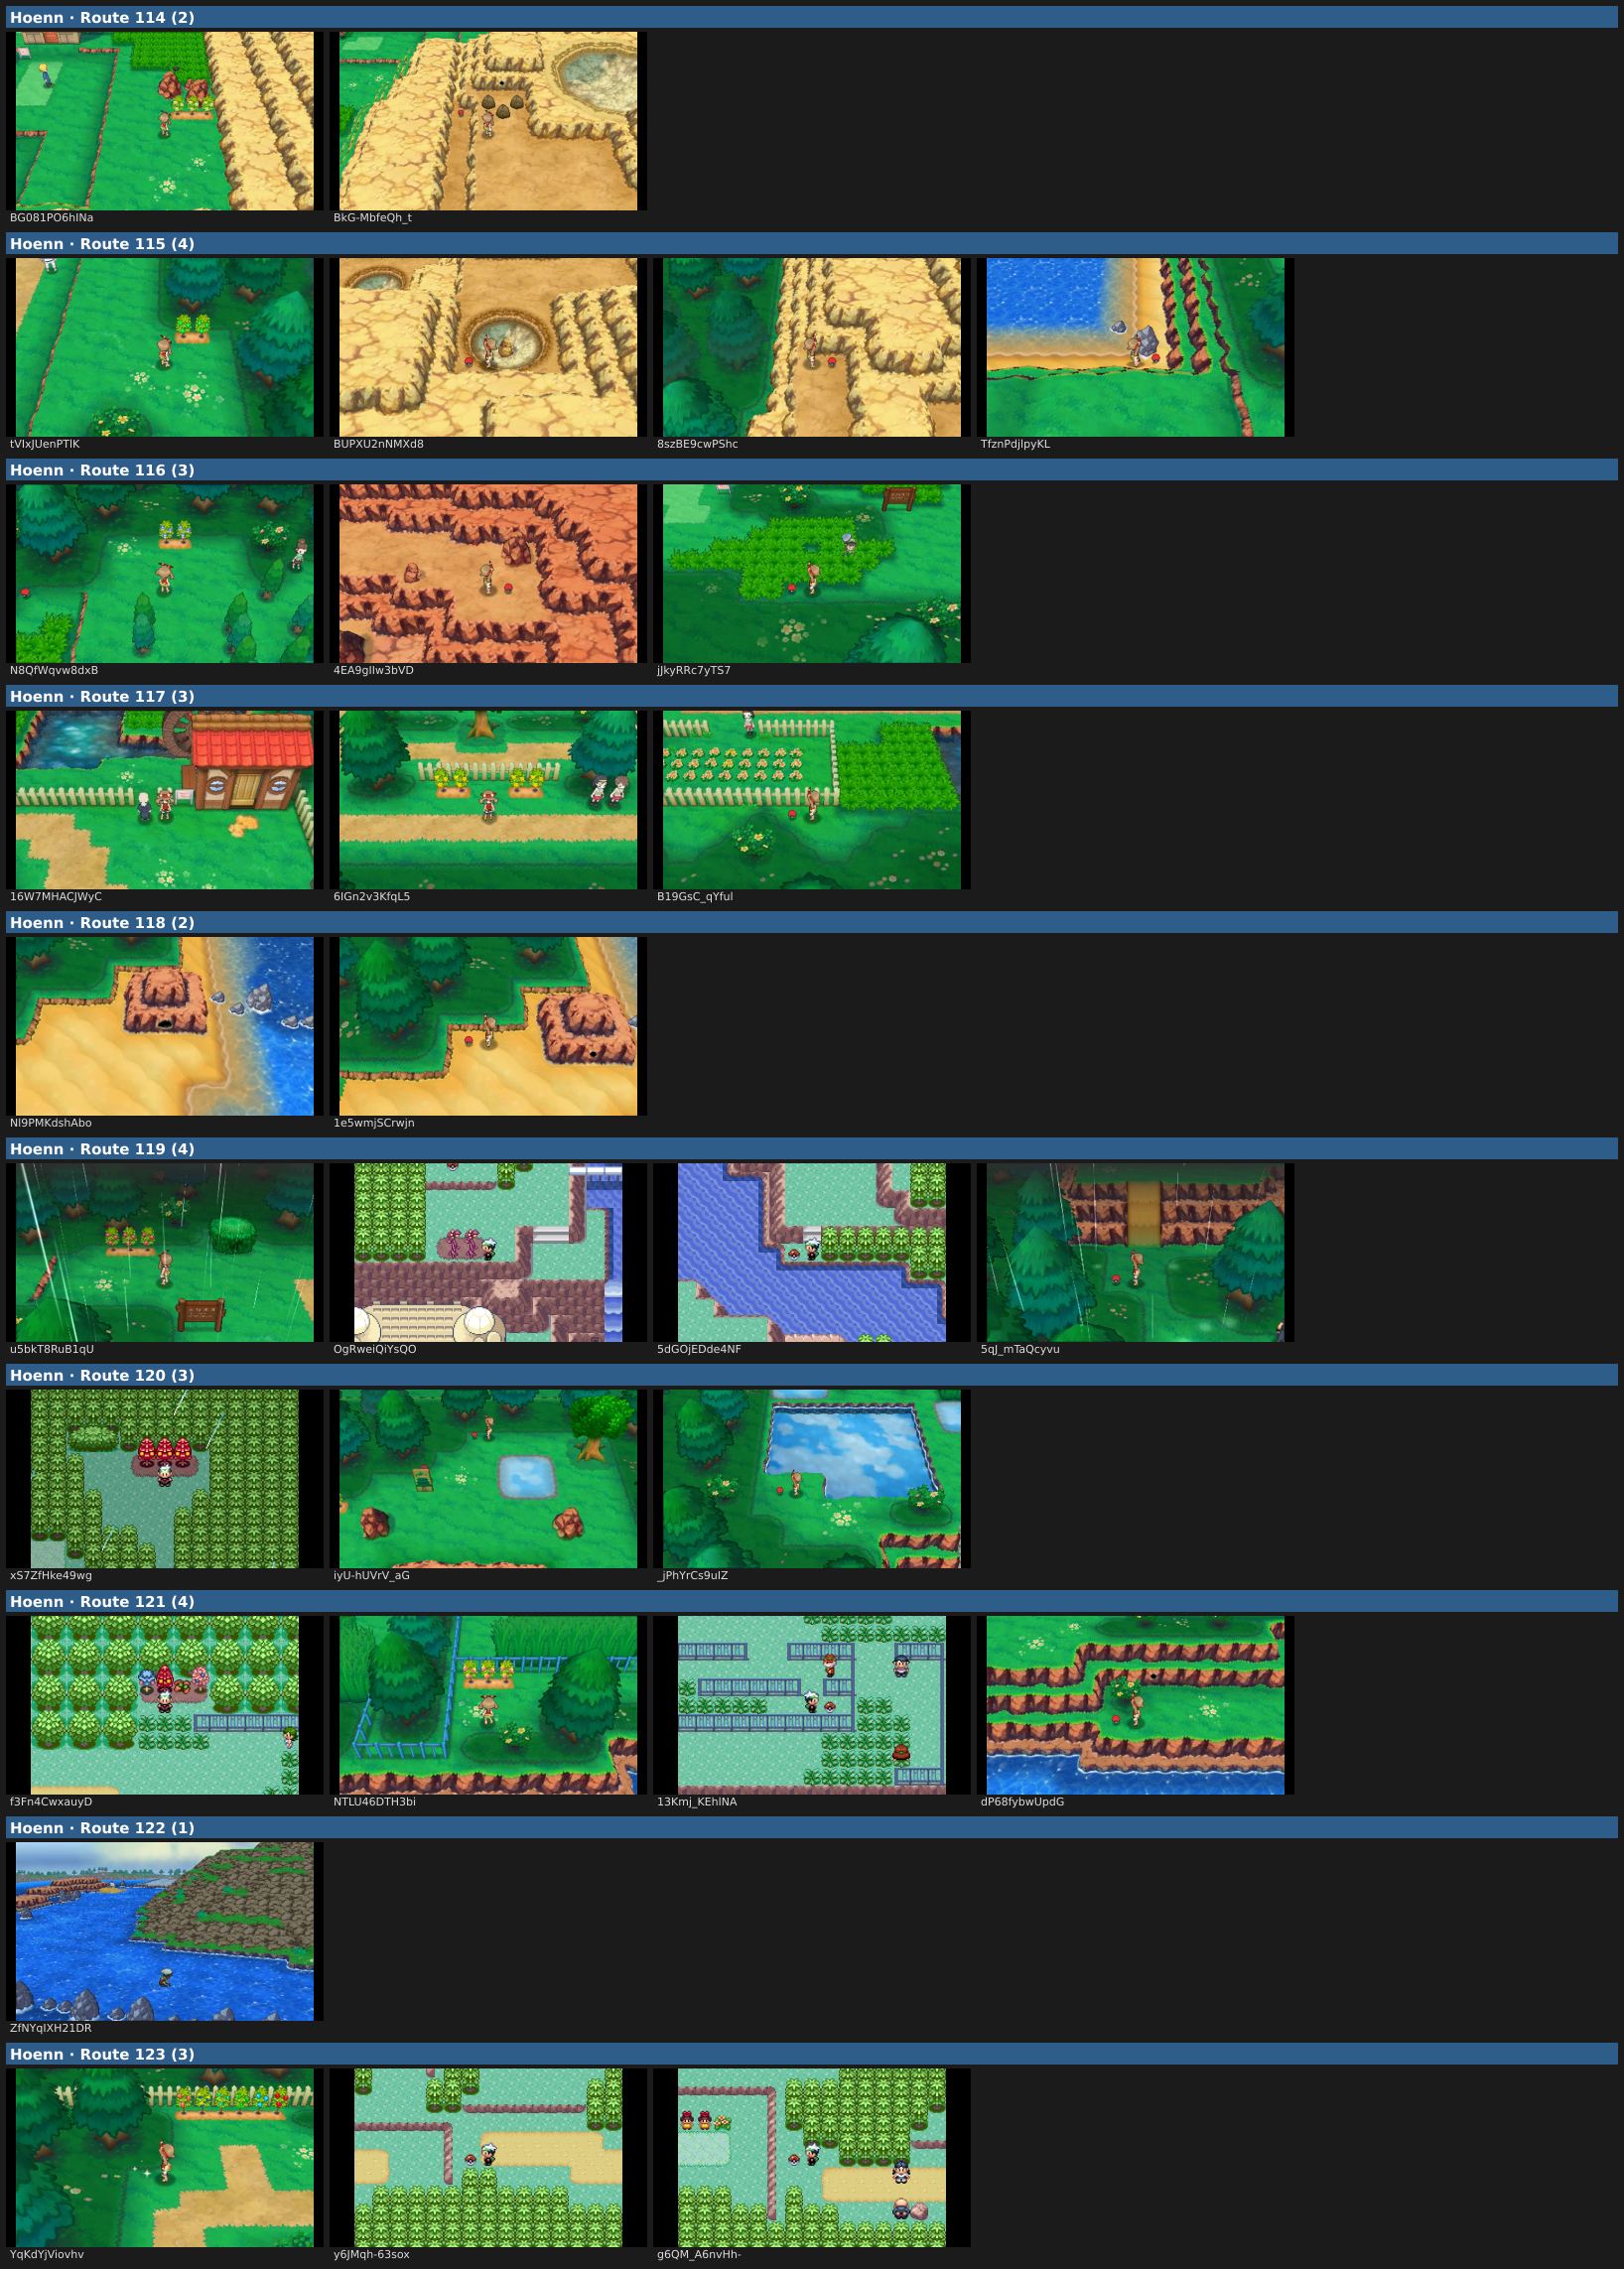 Hoenn · Route 114 (2)
BG081PO6hINa
BkG-MbfeQh_t
Hoenn · Route 115 (4)
tVIxJUenPTIK
BUPXU2nNMXd8
8szBE9cwPShc
TfznPdjIpyKL
Hoenn · Route 116 (3)
N8QfWqvw8dxB
4EA9gIlw3bVD
jJkyRRc7yTS7
Hoenn · Route 117 (3)
16W7MHACJWyC
6IGn2v3KfqL5
B19GsC_qYfuI
Hoenn · Route 118 (2)
NI9PMKdshAbo
1e5wmjSCrwjn
Hoenn · Route 119 (4)
u5bkT8RuB1qU
OgRweiQiYsQO
5dGOjEDde4NF
5qJ_mTaQcyvu
Hoenn · Route 120 (3)
xS7ZfHke49wg
iyU-hUVrV_aG
_jPhYrCs9uIZ
Hoenn · Route 121 (4)
f3Fn4CwxauyD
NTLU46DTH3bi
13Kmj_KEhINA
dP68fybwUpdG
Hoenn · Route 122 (1)
ZfNYqIXH21DR
Hoenn · Route 123 (3)
YqKdYjViovhv
y6JMqh-63sox
g6QM_A6nvHh-